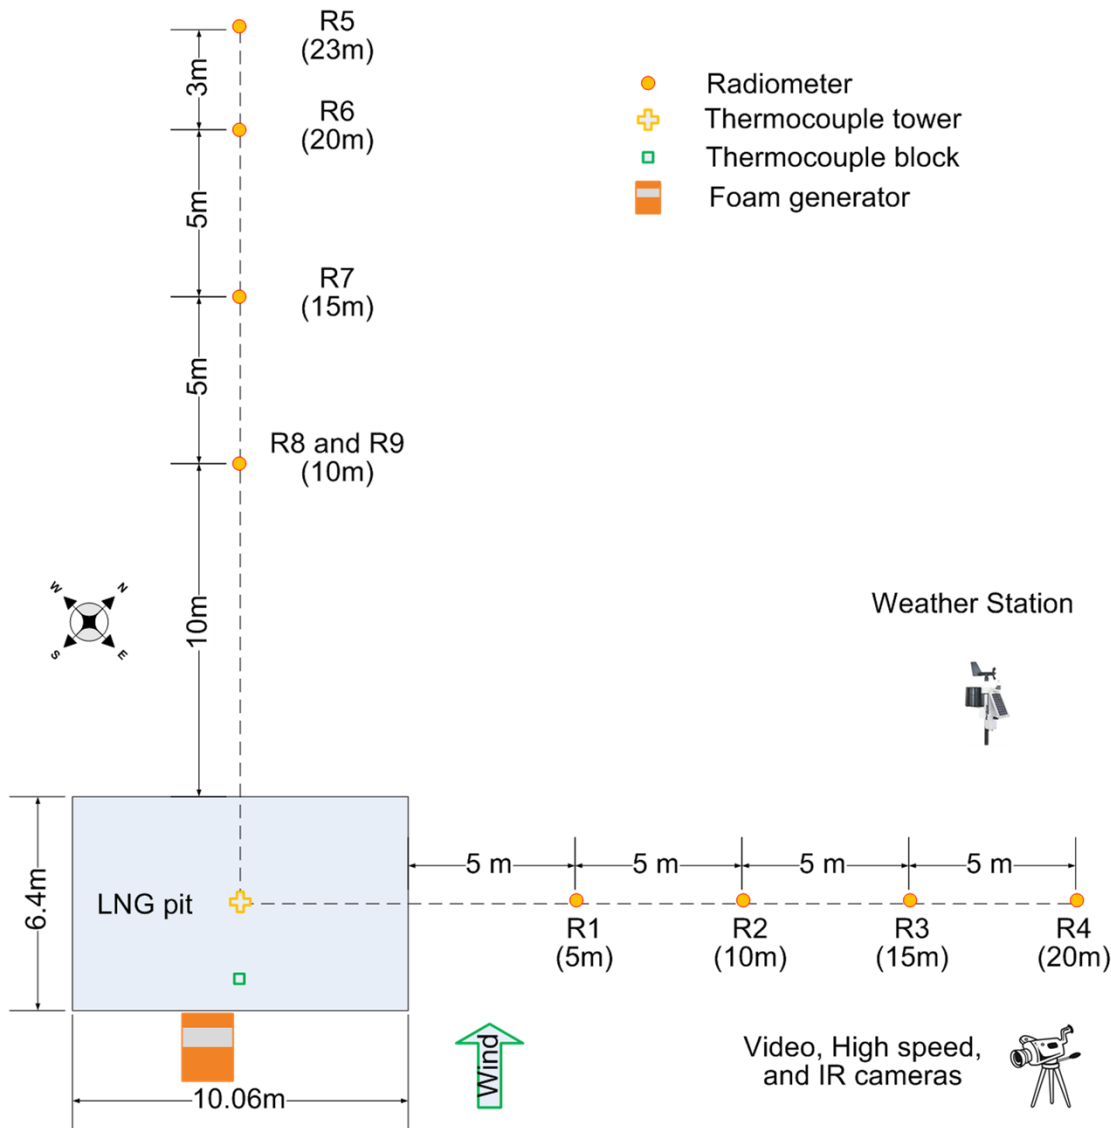 R5
(23m)
3m
R6
(20m)
5m
R7
(15m)
5m
R8 and R9
(10m)
10m
Radiometer
Thermocouple tower
Thermocouple block
Foam generator
W
N
S
E
Weather Station
6.4m
LNG pit
5 m
5 m
5 m
5 m
R1
(5m)
R2
(10m)
R3
(15m)
R4
(20m)
10.06m
Wind
Video, High speed,
and IR cameras